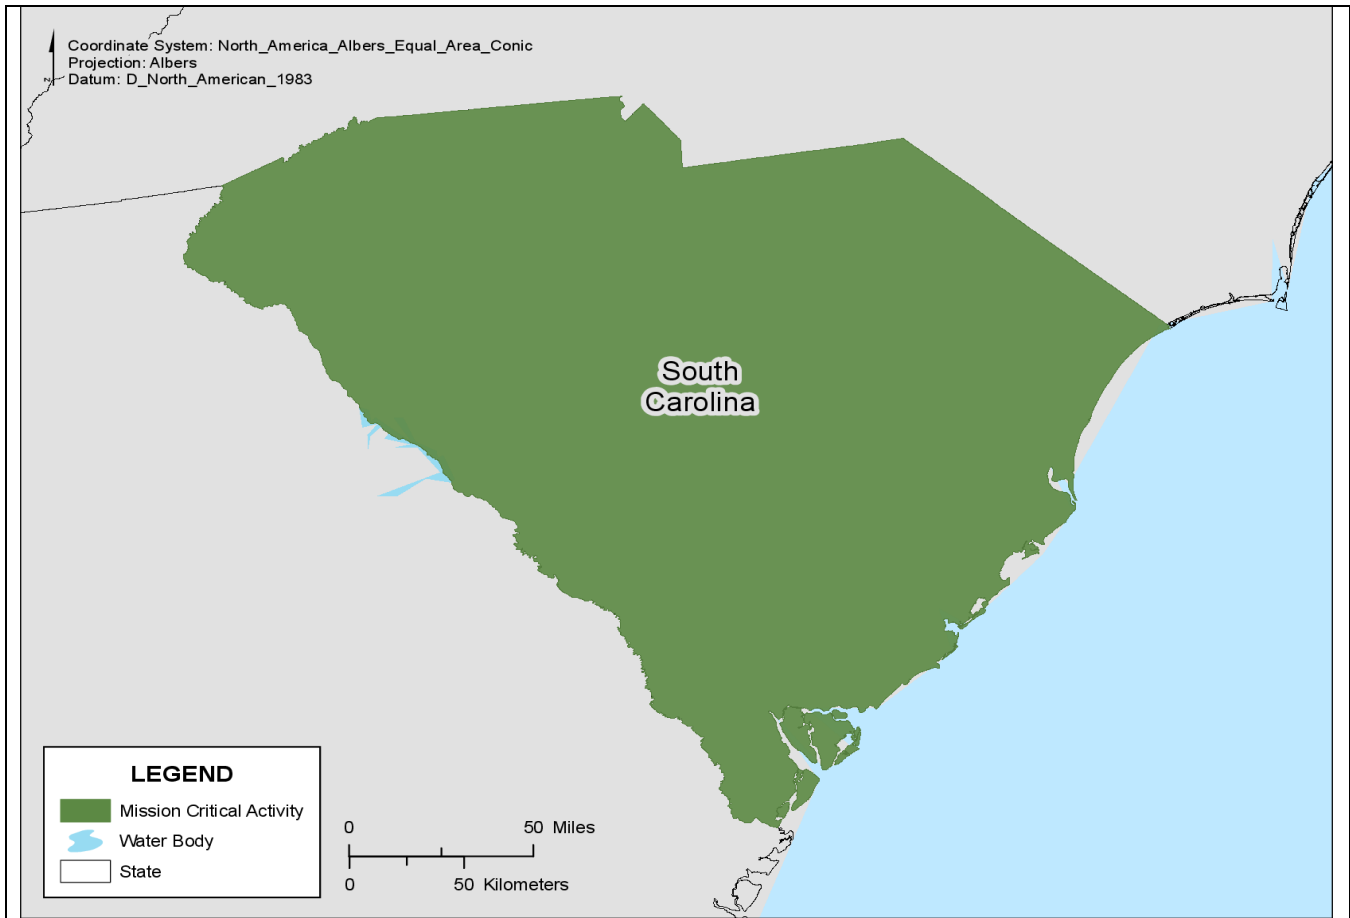 Coordinate System: North_America_Albers_Equal_Area_Conic
Projection: Albers
Datum: D_North_American_1983
N
South
Carolina
LEGEND
Mission Critical Activity
Water Body
State
0 50 Miles
0 50 Kilometers